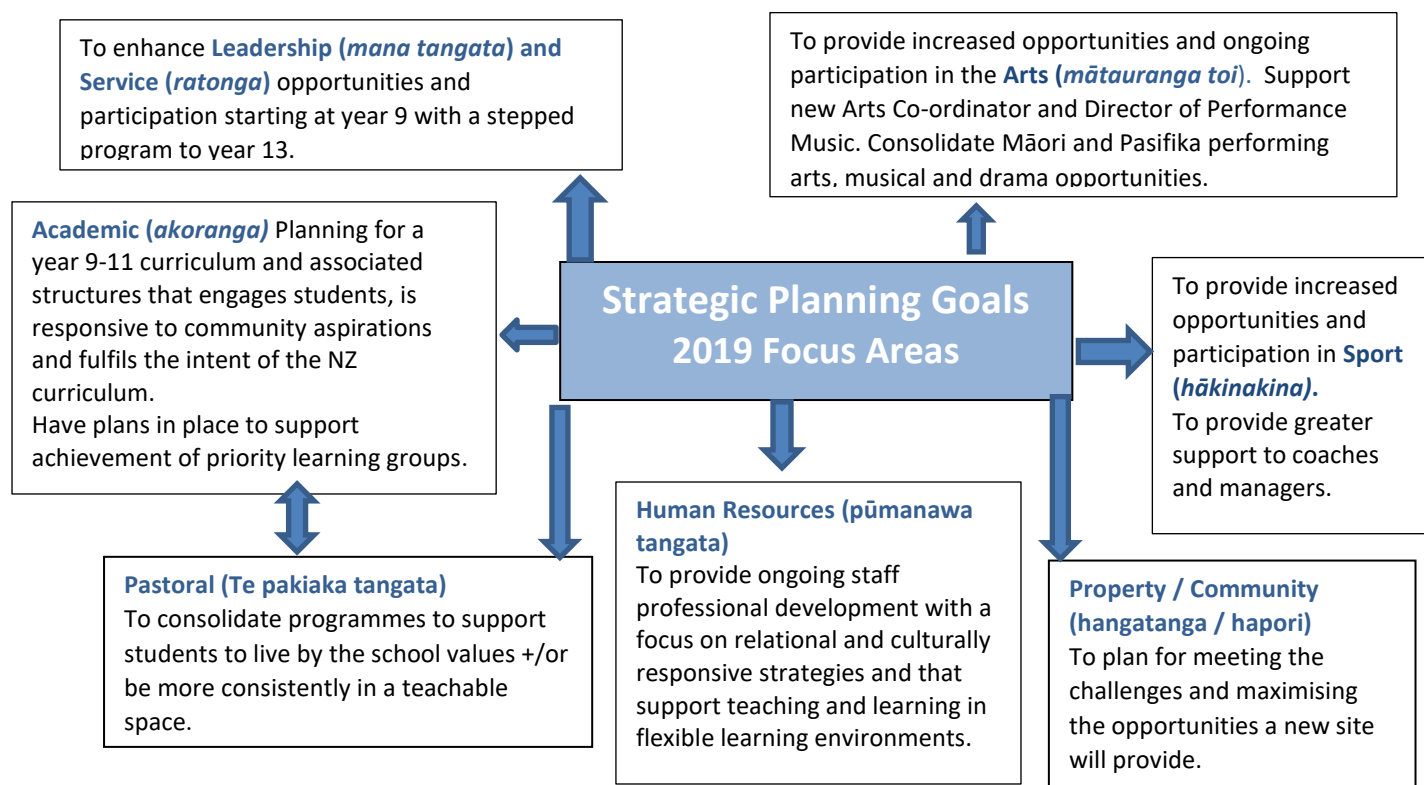 To enhance Leadership (mana tangata) and
Service (ratonga) opportunities and
participation starting at year 9 with a stepped
program to year 13.
To provide increased opportunities and ongoing
participation in the Arts (mātauranga toi).  Support
new Arts Co-ordinator and Director of Performance
Music. Consolidate Māori and Pasifika performing
arts, musical and drama opportunities.
Academic (akoranga) Planning for a
year 9-11 curriculum and associated
structures that engages students, is
responsive to community aspirations
and fulfils the intent of the NZ
curriculum.
Have plans in place to support
achievement of priority learning groups.
Strategic Planning Goals
2019 Focus Areas
To provide increased
opportunities and
participation in Sport
(hākinakina).
To provide greater
support to coaches
and managers.
Pastoral (Te pakiaka tangata)
To consolidate programmes to support
students to live by the school values +/or
be more consistently in a teachable
space.
Human Resources (pūmanawa
tangata)
To provide ongoing staff
professional development with a
focus on relational and culturally
responsive strategies and that
support teaching and learning in
flexible learning environments.
Property / Community
(hangatanga / hapori)
To plan for meeting the
challenges and maximising
the opportunities a new site
will provide.